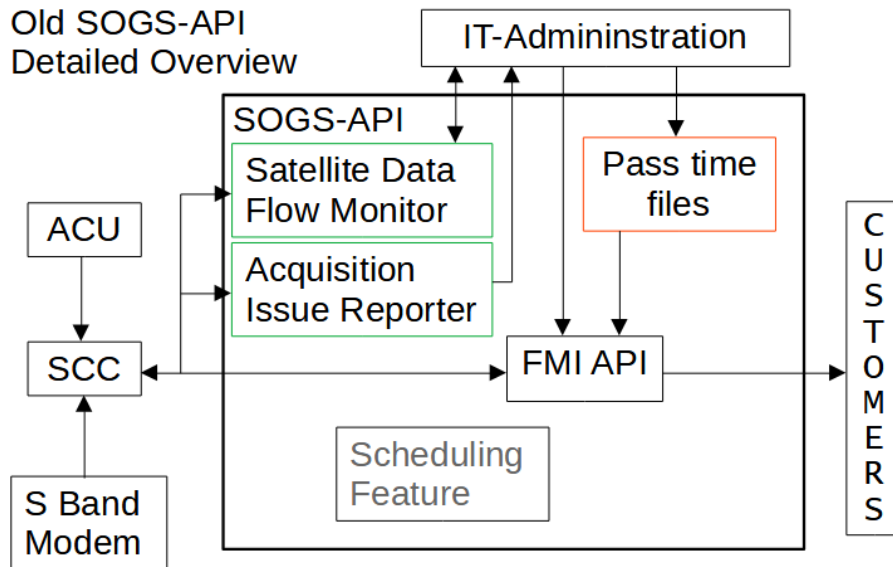 Old SOGS-API
Detailed Overview
IT-Admininstration
SOGS-API
Satellite Data
Flow Monitor
Pass time
files
ACU
Acquisition
Issue Reporter
SCC
FMI API
CUSTOMERS
Scheduling
Feature
S Band
Modem